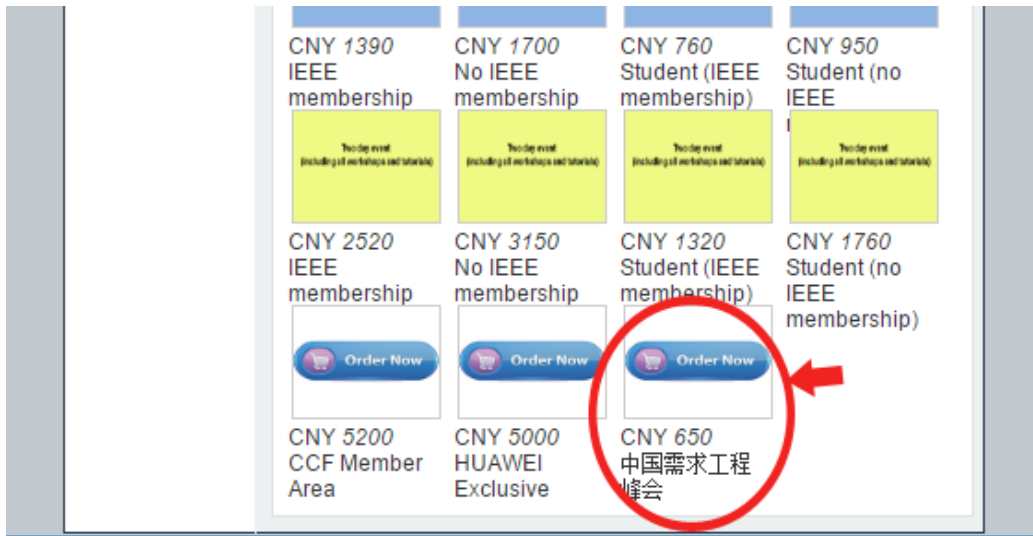 CNY 1390
IEEE
membership
CNY 1700
No IEEE
membership
CNY 760
Student (IEEE
membership)
CNY 950
Student (no
IEEE
Two day event
(including all workshops and tutorials)
Two day event
(including all workshops and tutorials)
Two day event
(including all workshops and tutorials)
Two day event
(including all workshops and tutorials)
CNY 2520
IEEE
membership
CNY 3150
No IEEE
membership
CNY 1320
Student (IEEE
membership)
CNY 1760
Student (no
IEEE
membership)
Order Now
Order Now
Order Now
CNY 5200
CCF Member
Area
CNY 5000
HUAWEI
Exclusive
CNY 650
中国需求工程
峰会